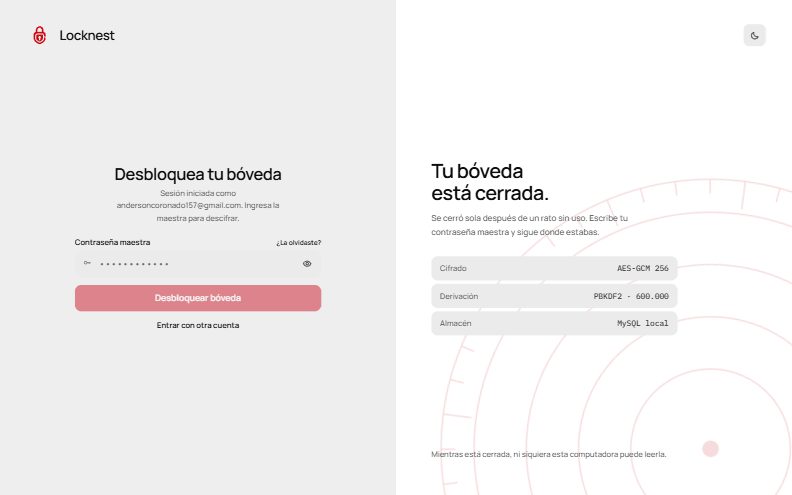 Locknest
Desbloquea tu bóveda
Sesión iniciada como
andersoncoronado157@gmail.com. Ingresa la
maestra para descifrar.
Contraseña maestra
¿La olvidaste?
Desbloquear bóveda
Entrar con otra cuenta
Tu bóveda
está cerrada.
Se cerró sola después de un rato sin uso. Escribe tu
contraseña maestra y sigue donde estabas.
Cifrado AES-GCM 256
Derivación PBKDF2 · 600.000
Almacén MySQL local
Mientras está cerrada, ni siquiera esta computadora puede leerla.